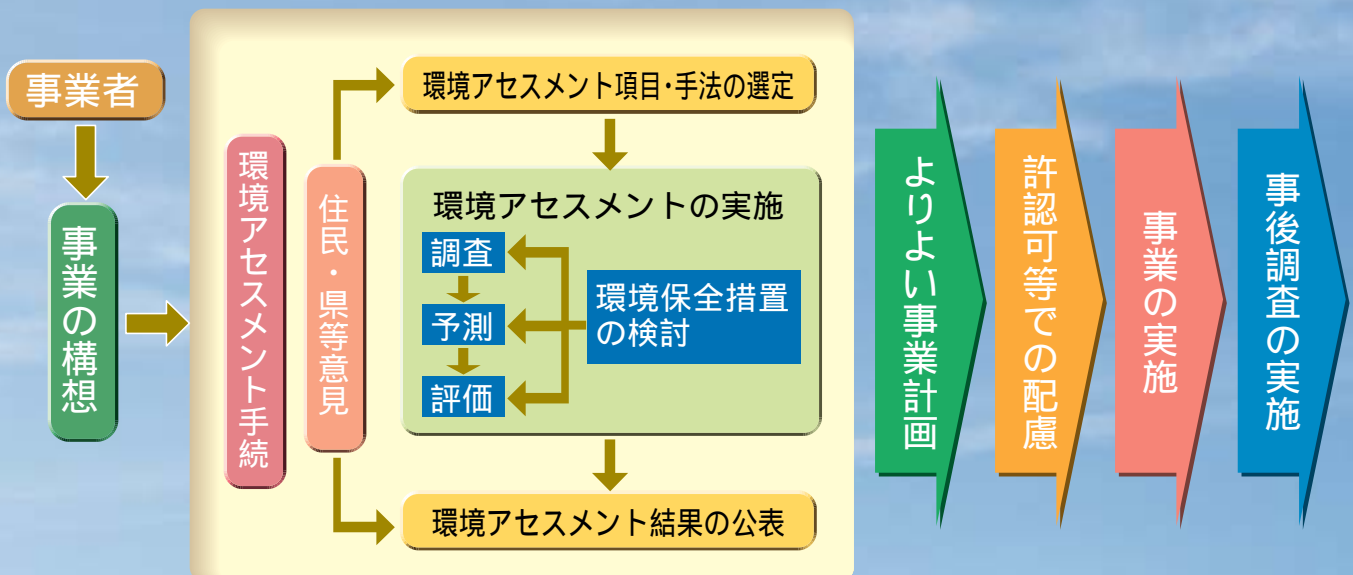 事業者
事業の構想
環境アセスメント手続
住民・県等意見
環境アセスメント項目・手法の選定
環境アセスメントの実施
調査
予測
評価
環境保全措置
の検討
環境アセスメント結果の公表
よりよい事業計画
許認可等での配慮
事業の実施
事後調査の実施